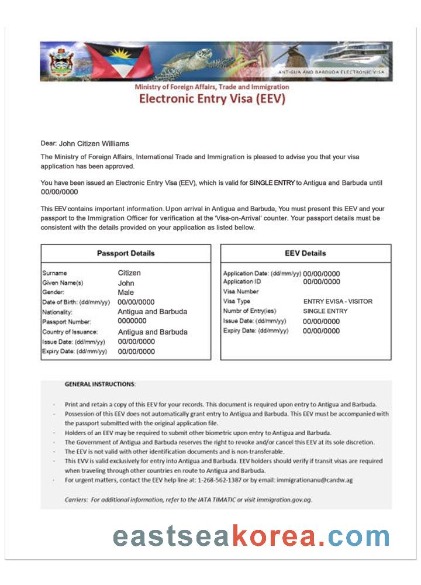 ANTIGUA AND BARBUDA ELECTRONIC VISA
Ministry of Foreign Affairs, Trade and Immigration
Electronic Entry Visa (EEV)
Dear: John Citizen Williams
The Ministry of Foreign Affairs, International Trade and Immigration is pleased to advise you that your visa
application has been approved.
You have been issued an Electronic Entry Visa (EEV), which is valid for SINGLE ENTRY to Antigua and Barbuda until
00/00/0000
This EEV contains important information. Upon arrival in Antigua and Barbuda, You must present this EEV and your
passport to the Immigration Officer for verification at the 'Visa-on-Arrival' counter. Your passport details must be
consistent with the details provided on your application as listed below.
Passport Details
Surname Citizen
Given Name(s) John
Gender: Male
Date of Birth: (dd/mm/yy) 00/00/0000
Nationality: Antigua and Barbuda
Passport Number: 0000000
Country of Issuance: Antigua and Barbuda
Issue Date: (dd/mm/yy) 00/00/0000
Expiry Date: (dd/mm/yy) 00/00/0000
EEV Details
Application Date: (dd/mm/yy) 00/00/0000
Application ID 00/00/0000
Visa Number
Visa Type ENTRY EVISA - VISITOR
Numbr of Entry(ies) SINGLE ENTRY
Issue Date: (dd/mm/yy) 00/00/0000
Expiry Date: (dd/mm/yy) 00/00/0000
GENERAL INSTRUCTIONS:
- Print and retain a copy of this EEV for your records. This document is required upon entry to Antigua and Barbuda.
- Possession of this EEV does not automatically grant entry to Antigua and Barbuda. This EEV must be accompanied with
the passport submitted with the original application file.
- Holders of an EEV may be required to submit other biometric upon entry to Antigua and Barbuda.
- The Government of Antigua and Barbuda reserves the right to revoke and/or cancel this EEV at its sole discretion.
- The EEV is not valid with other identification documents and is non-transferable.
- This EVV is valid exclusively for entry into Antigua and Barbuda. EEV holders should verify if transit visas are required
when traveling through other countries en route to Antigua and Barbuda.
- For urgent matters, contact the EEV help line at: 1-268-562-1387 or by email: immigrationanu@candw.ag
Carriers: For additional information, refer to the IATA TIMATIC or visit immigration.gov.ag.
eastseakorea.com